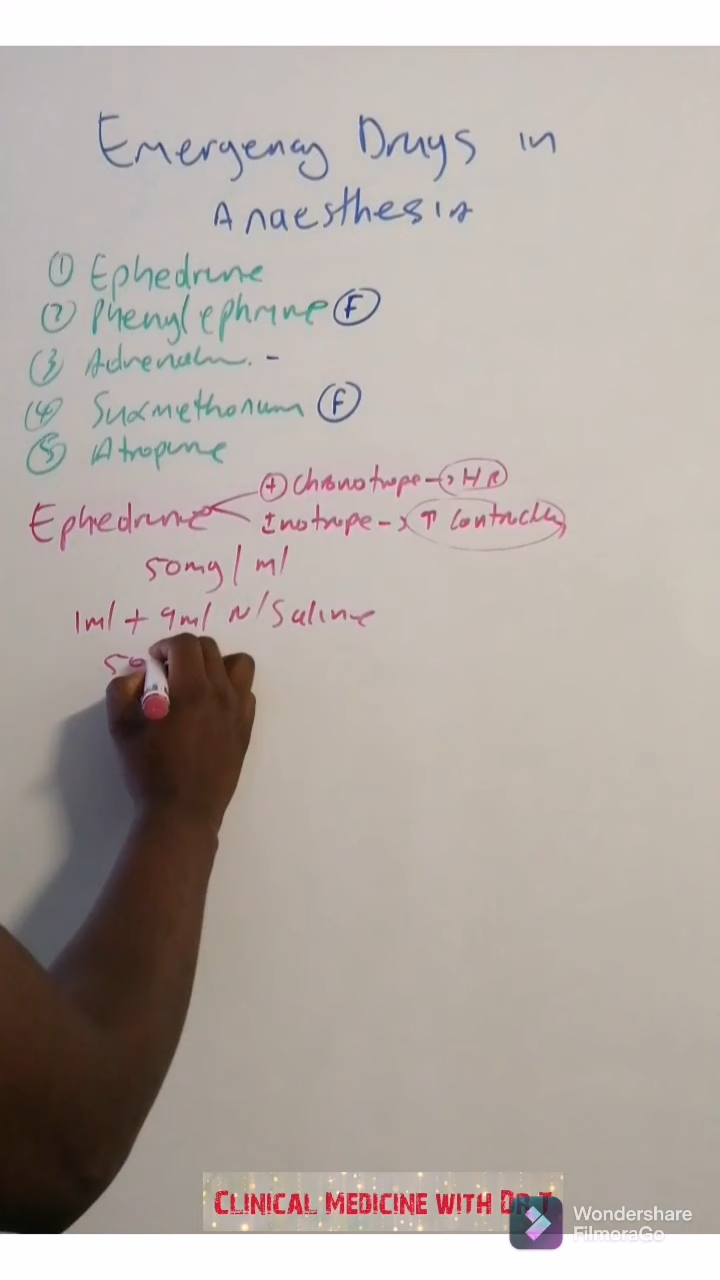 Emergency Drugs in
Anaesthesia
① Ephedrine
② Phenylephrine Ⓕ
③ Adrenalin. -
④ Suxmethonium Ⓕ
⑤ Atropine
⊕ Chronotrope -> HR
Ephedrine
Inotrope -> ↑ Contractility
50mg/ml
1ml + 9ml N/Saline
50
CLINICAL MEDICINE WITH DR T
Wondershare
FilmoraGo